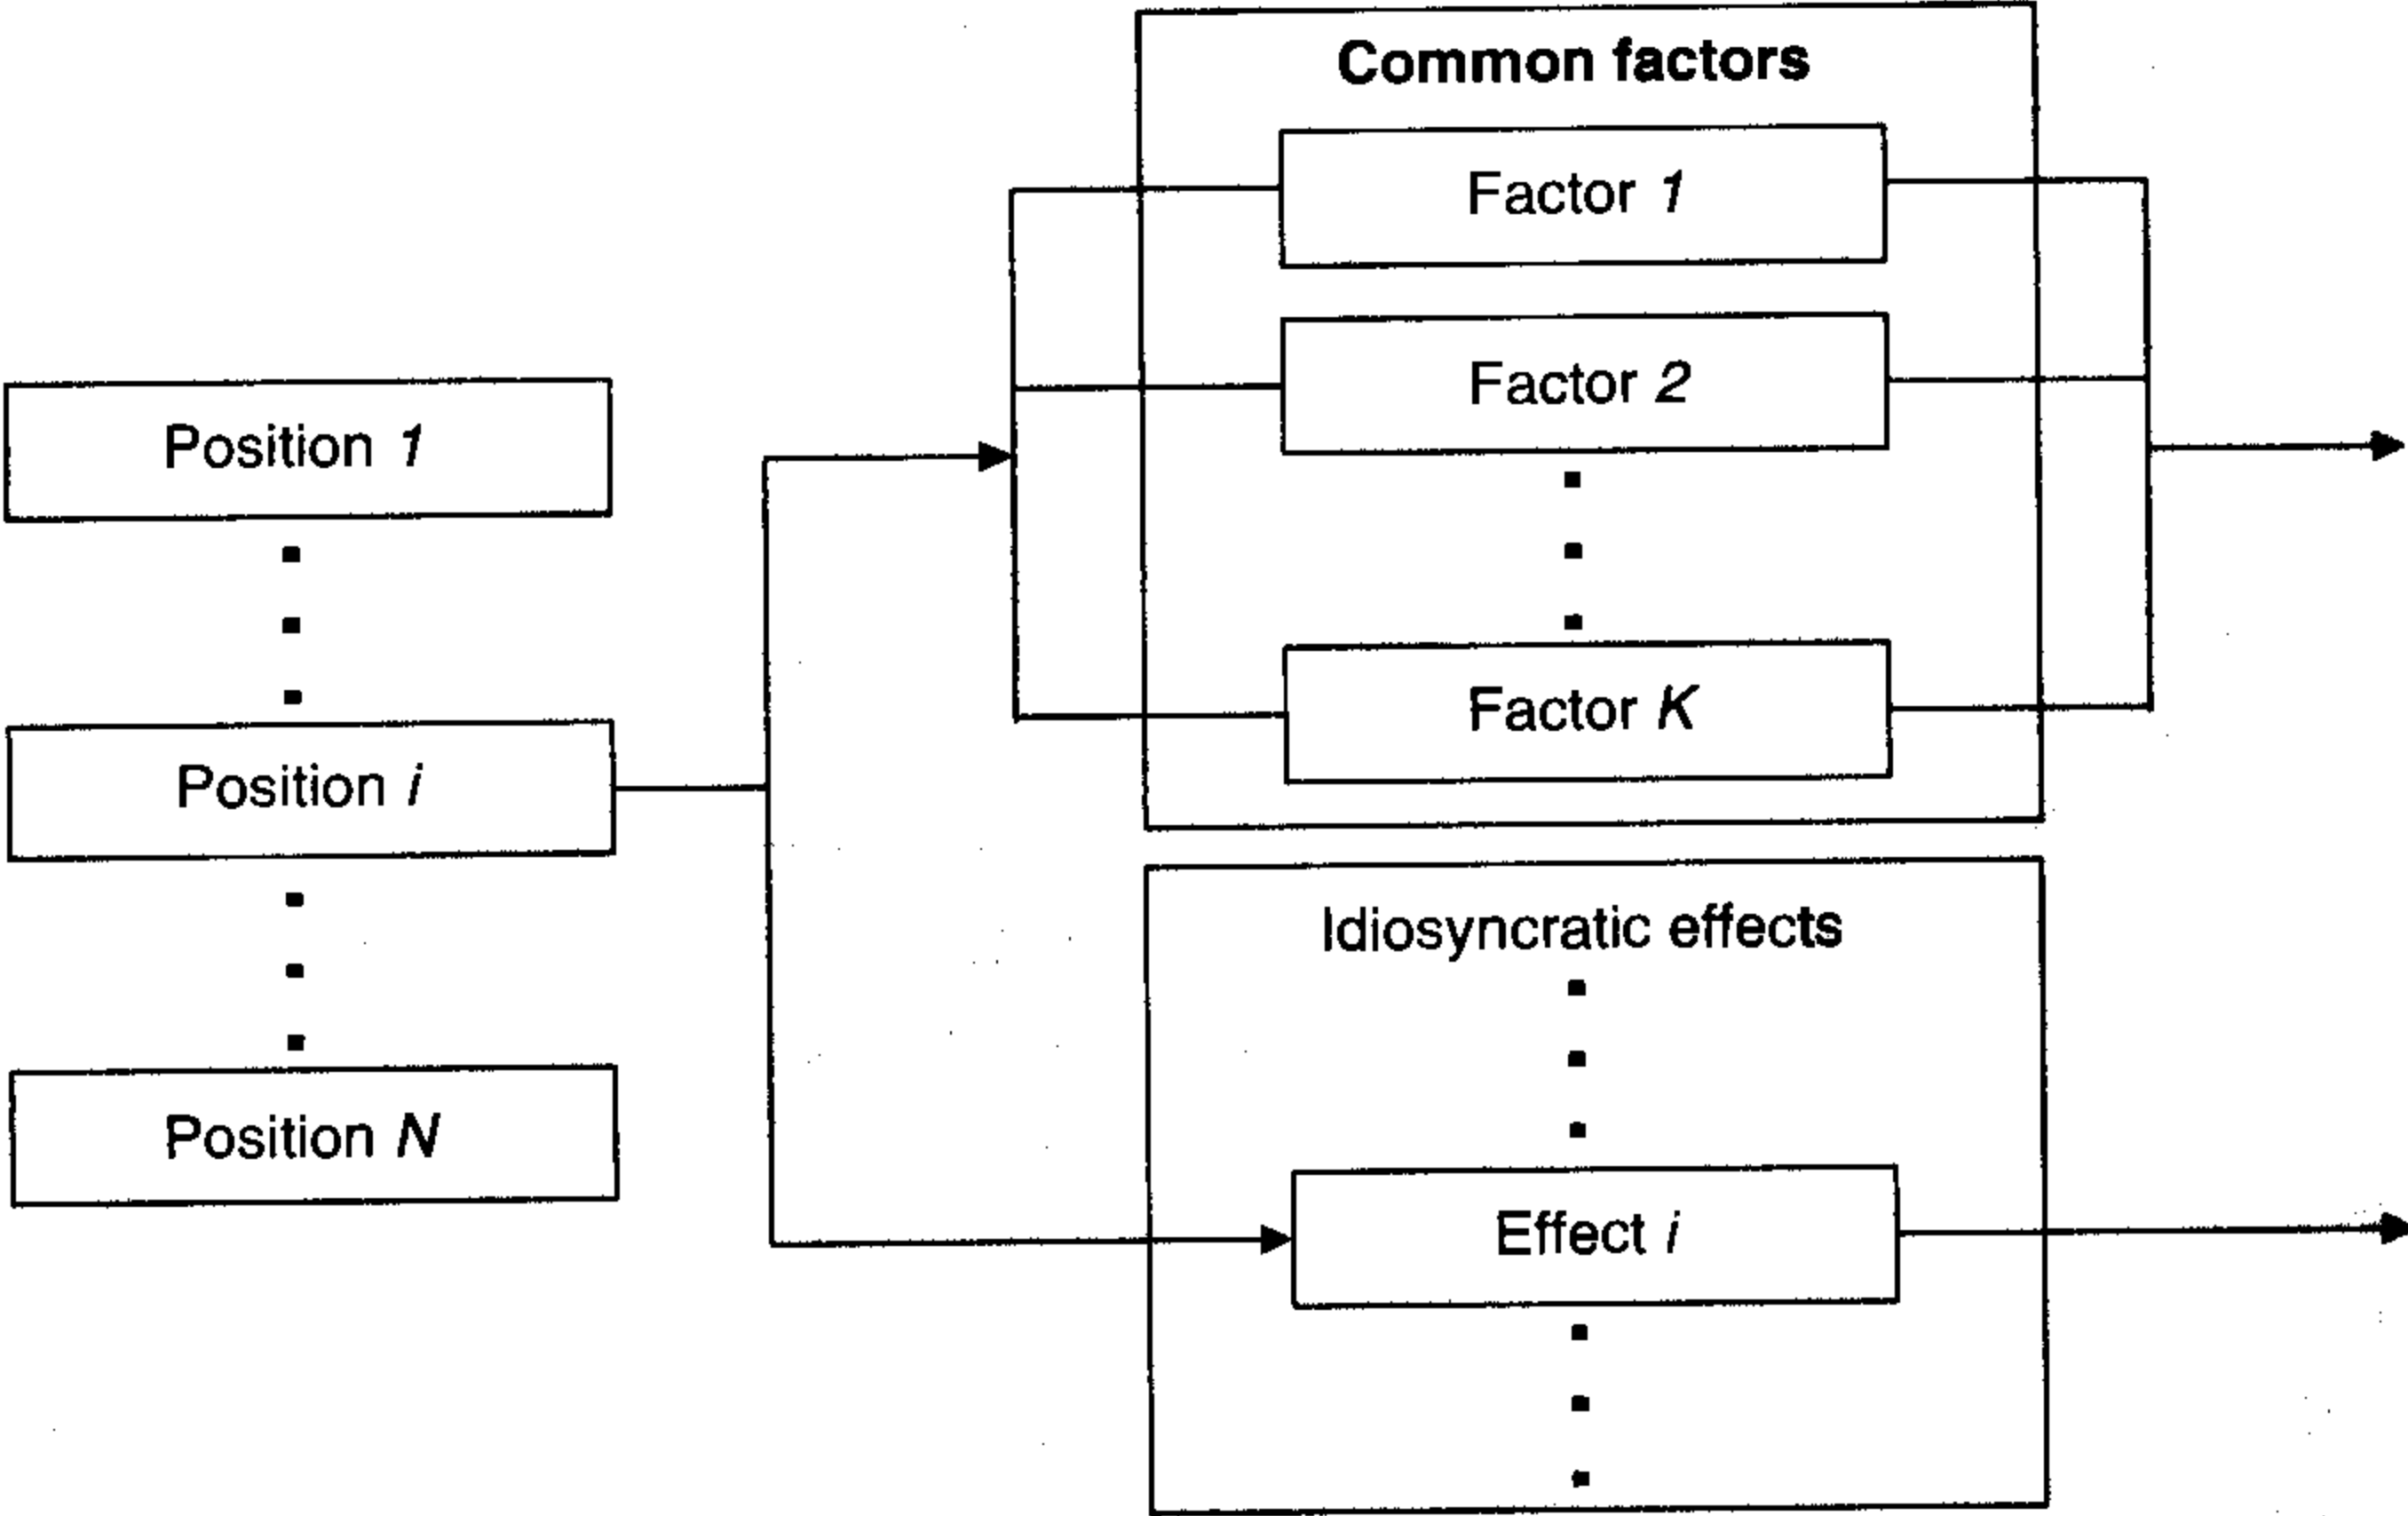 Position 1
Position i
Position N
Common factors
Factor 1
Factor 2
Factor K
Idiosyncratic effects
Effect i